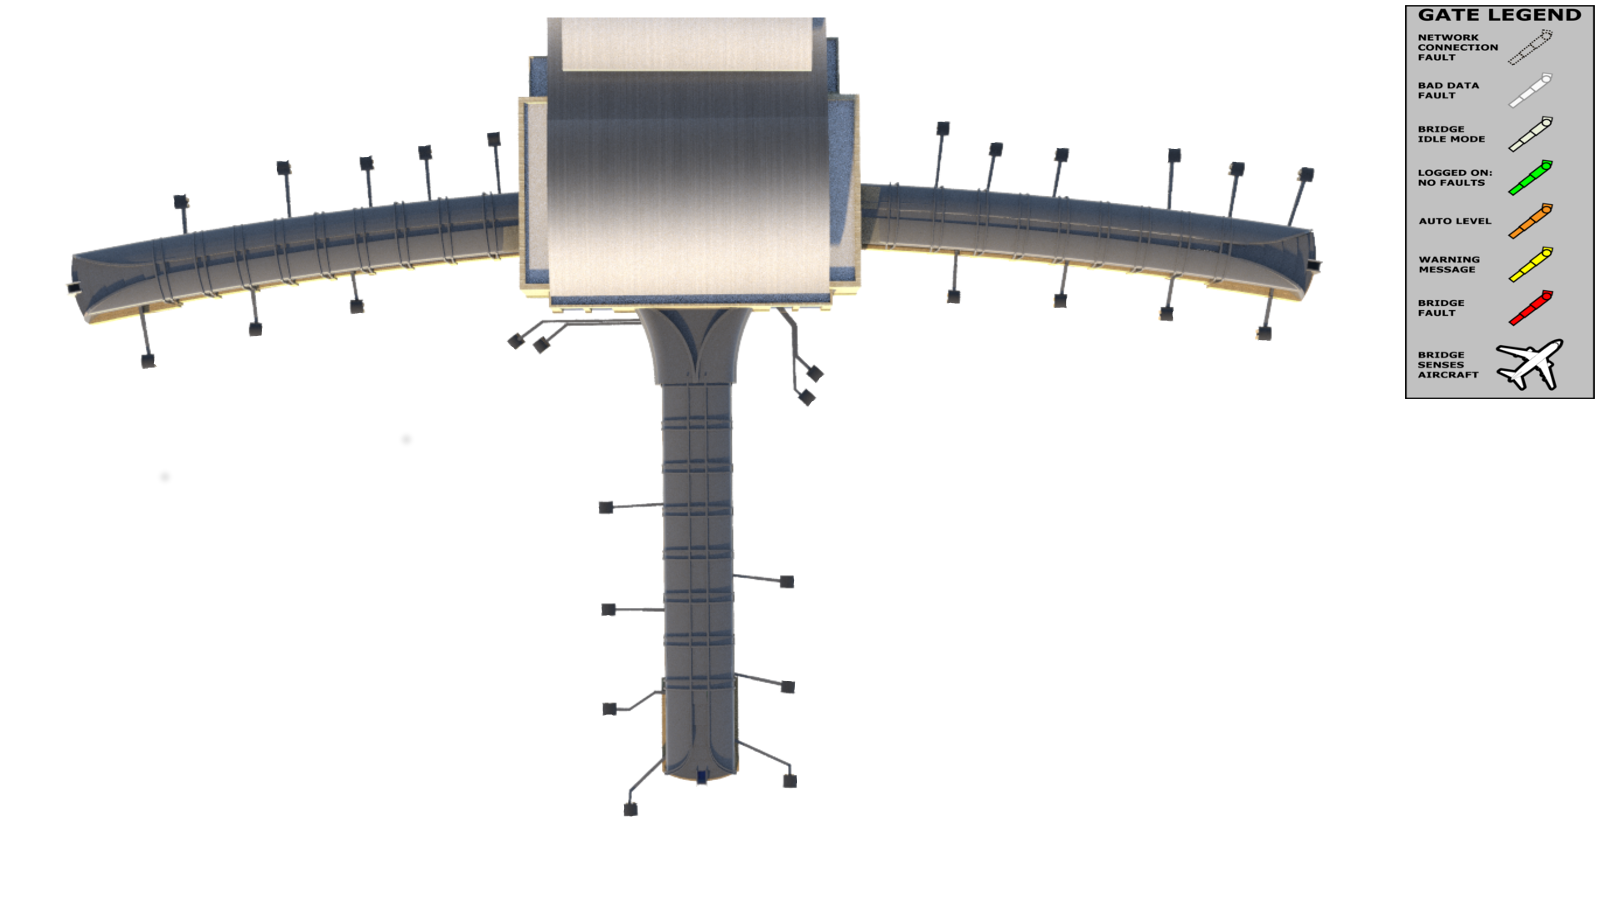 GATE LEGEND
NETWORK
CONNECTION
FAULT
BAD DATA
FAULT
BRIDGE
IDLE MODE
LOGGED ON:
NO FAULTS
AUTO LEVEL
WARNING
MESSAGE
BRIDGE
FAULT
BRIDGE
SENSES
AIRCRAFT